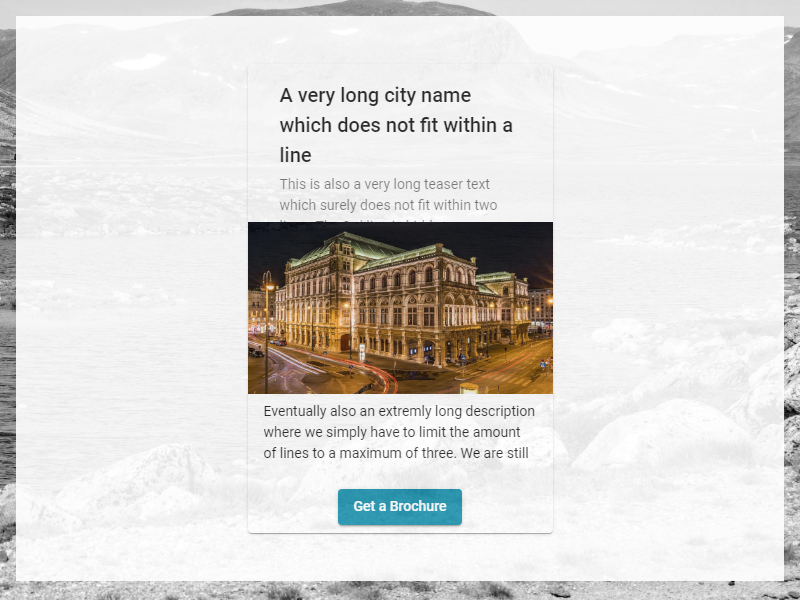 A very long city name
which does not fit within a
line
This is also a very long teaser text
which surely does not fit within two
Eventually also an extremly long description
where we simply have to limit the amount
of lines to a maximum of three. We are still
Get a Brochure